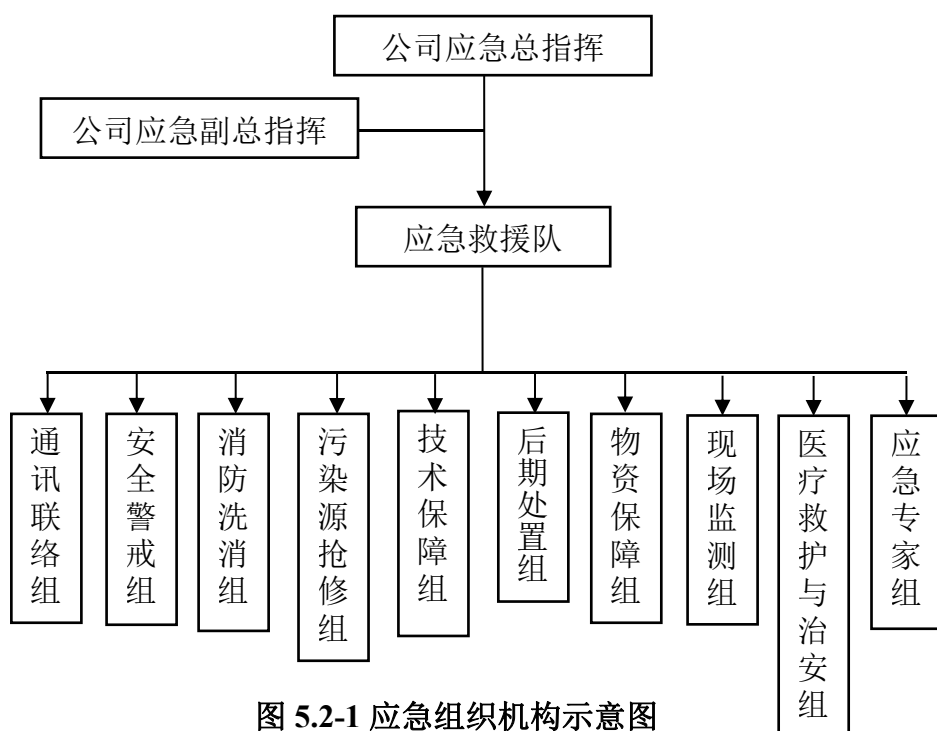 公司应急总指挥
公司应急副总指挥
应急救援队
通讯联络组
安全警戒组
消防洗消组
污染源抢修组
技术保障组
后期处置组
物资保障组
现场监测组
医疗救护与治安组
应急专家组
图 5.2-1 应急组织机构示意图